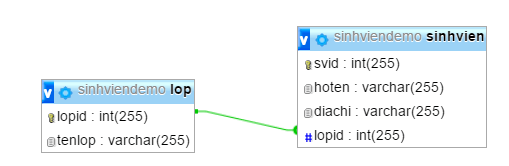 sinhviendemo sinhvien
svid : int(255)
hoten : varchar(255)
diachi : varchar(255)
# lopid : int(255)
sinhviendemo lop
lopid : int(255)
tenlop : varchar(255)